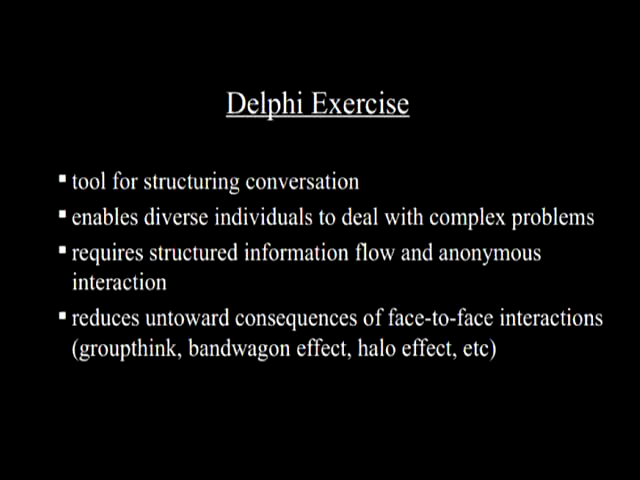 Delphi Exercise
▪ tool for structuring conversation
▪ enables diverse individuals to deal with complex problems
▪ requires structured information flow and anonymous
interaction
▪ reduces untoward consequences of face-to-face interactions
(groupthink, bandwagon effect, halo effect, etc)